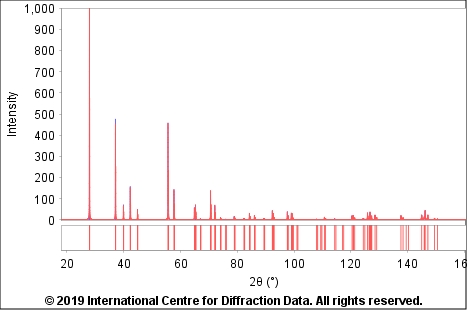 1,000
900
800
700
600
500
400
300
200
100
0
Intensity
20 40 60 80 100 120 140 16
2θ (°)
© 2019 International Centre for Diffraction Data. All rights reserved.